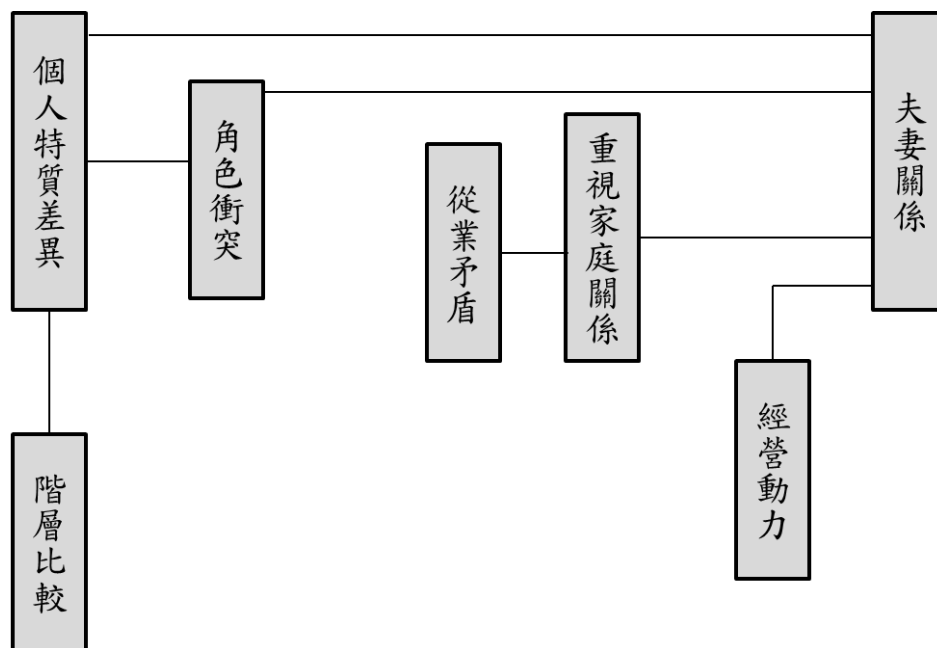 個人特質差異
角色衝突
從業矛盾
重視家庭關係
夫妻關係
經營動力
階層比較